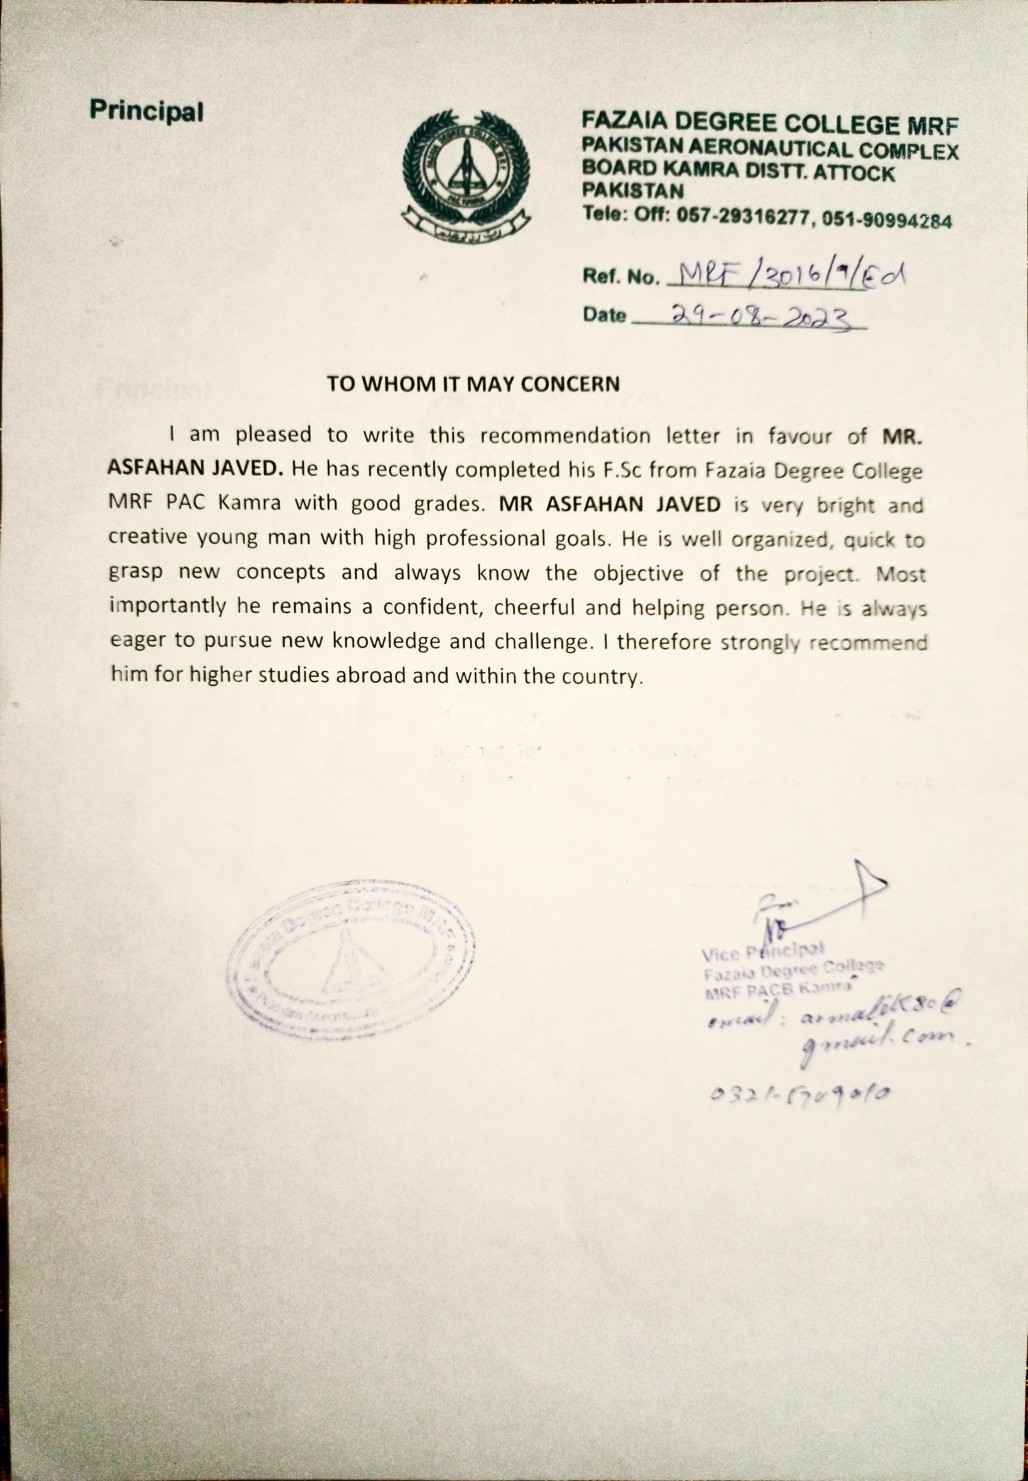 Principal
FAZAIA DEGREE COLLEGE MRF
PAKISTAN AERONAUTICAL COMPLEX
BOARD KAMRA DISTT. ATTOCK
PAKISTAN
Tele: Off: 057-29316277, 051-90994284
PAC KAMRA
Ref. No. MRF/3016/9/Ed
Date 29-08-2023
TO WHOM IT MAY CONCERN
I am pleased to write this recommendation letter in favour of MR.
ASFAHAN JAVED. He has recently completed his F.Sc from Fazaia Degree College
MRF PAC Kamra with good grades. MR ASFAHAN JAVED is very bright and
creative young man with high professional goals. He is well organized, quick to
grasp new concepts and always know the objective of the project. Most
importantly he remains a confident, cheerful and helping person. He is always
eager to pursue new knowledge and challenge. I therefore strongly recommend
him for higher studies abroad and within the country.
Fazaia Degree College MRF
Vice Principal
Fazaia Degree College
MRF PACB Kamra
email: armalik80@
gmail.com.